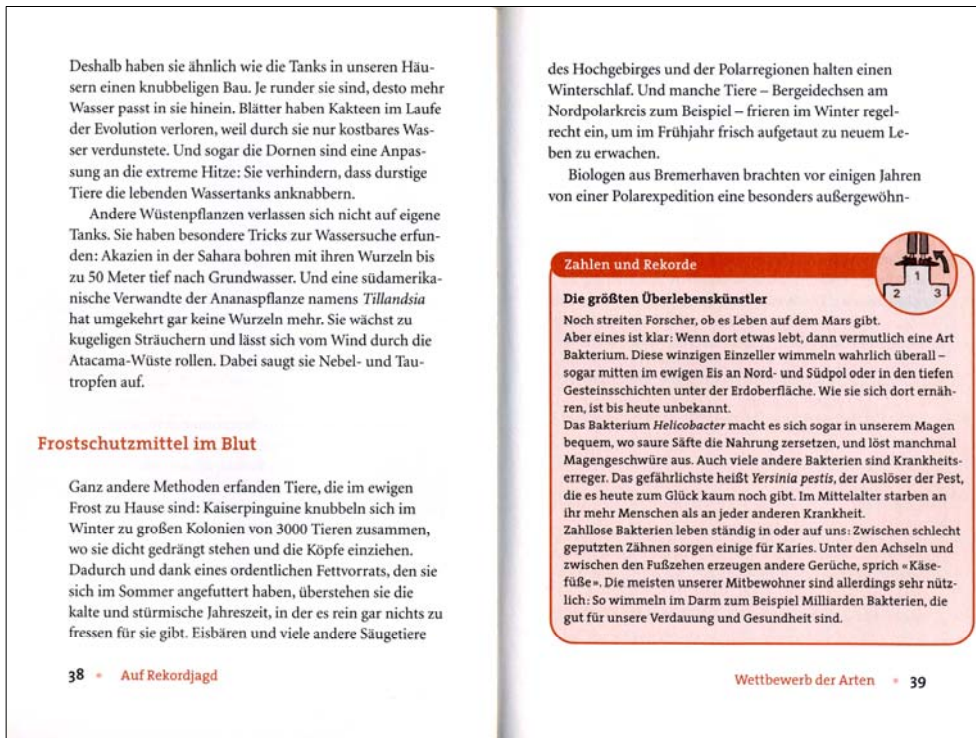 Deshalb haben sie ähnlich wie die Tanks in unseren Häu-
sern einen knubbeligen Bau. Je runder sie sind, desto mehr
Wasser passt in sie hinein. Blätter haben Kakteen im Laufe
der Evolution verloren, weil durch sie nur kostbares Was-
ser verdunstete. Und sogar die Dornen sind eine Anpas-
sung an die extreme Hitze: Sie verhindern, dass durstige
Tiere die lebenden Wassertanks anknabbern.
Andere Wüstenpflanzen verlassen sich nicht auf eigene
Tanks. Sie haben besondere Tricks zur Wassersuche erfun-
den: Akazien in der Sahara bohren mit ihren Wurzeln bis
zu 50 Meter tief nach Grundwasser. Und eine südamerika-
nische Verwandte der Ananaspflanze namens Tillandsia
hat umgekehrt gar keine Wurzeln mehr. Sie wächst zu
kugeligen Sträuchern und lässt sich vom Wind durch die
Atacama-Wüste rollen. Dabei saugt sie Nebel- und Tau-
tropfen auf.
Frostschutzmittel im Blut
Ganz andere Methoden erfanden Tiere, die im ewigen
Frost zu Hause sind: Kaiserpinguine knubbeln sich im
Winter zu großen Kolonien von 3000 Tieren zusammen,
wo sie dicht gedrängt stehen und die Köpfe einziehen.
Dadurch und dank eines ordentlichen Fettvorrats, den sie
sich im Sommer angefuttert haben, überstehen sie die
kalte und stürmische Jahreszeit, in der es rein gar nichts zu
fressen für sie gibt. Eisbären und viele andere Säugetiere
38 • Auf Rekordjagd
des Hochgebirges und der Polarregionen halten einen
Winterschlaf. Und manche Tiere – Bergeidechsen am
Nordpolarkreis zum Beispiel – frieren im Winter regel-
recht ein, um im Frühjahr frisch aufgetaut zu neuem Le-
ben zu erwachen.
Biologen aus Bremerhaven brachten vor einigen Jahren
von einer Polarexpedition eine besonders außergewöhn-
Zahlen und Rekorde
1
2 3
Die größten Überlebenskünstler
Noch streiten Forscher, ob es Leben auf dem Mars gibt.
Aber eines ist klar: Wenn dort etwas lebt, dann vermutlich eine Art
Bakterium. Diese winzigen Einzeller wimmeln wahrlich überall –
sogar mitten im ewigen Eis an Nord- und Südpol oder in den tiefen
Gesteinsschichten unter der Erdoberfläche. Wie sie sich dort ernäh-
ren, ist bis heute unbekannt.
Das Bakterium Helicobacter macht es sich sogar in unserem Magen
bequem, wo saure Säfte die Nahrung zersetzen, und löst manchmal
Magengeschwüre aus. Auch viele andere Bakterien sind Krankheits-
erreger. Das gefährlichste heißt Yersinia pestis, der Auslöser der Pest,
die es heute zum Glück kaum noch gibt. Im Mittelalter starben an
ihr mehr Menschen als an jeder anderen Krankheit.
Zahllose Bakterien leben ständig in oder auf uns: Zwischen schlecht
geputzten Zähnen sorgen einige für Karies. Unter den Achseln und
zwischen den Fußzehen erzeugen andere Gerüche, sprich «Käse-
füße». Die meisten unserer Mitbewohner sind allerdings sehr nütz-
lich: So wimmeln im Darm zum Beispiel Milliarden Bakterien, die
gut für unsere Verdauung und Gesundheit sind.
Wettbewerb der Arten • 39